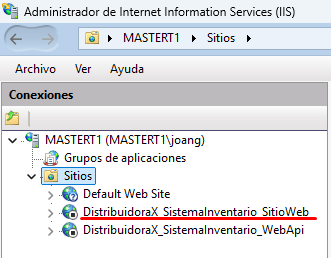 Administrador de Internet Information Services (IIS)
MASTERT1 Sitios
Archivo Ver Ayuda
Conexiones
MASTERT1 (MASTERT1\joang)
Grupos de aplicaciones
Sitios
Default Web Site
DistribuidoraX_SistemaInventario_SitioWeb
DistribuidoraX_SistemaInventario_WebApi